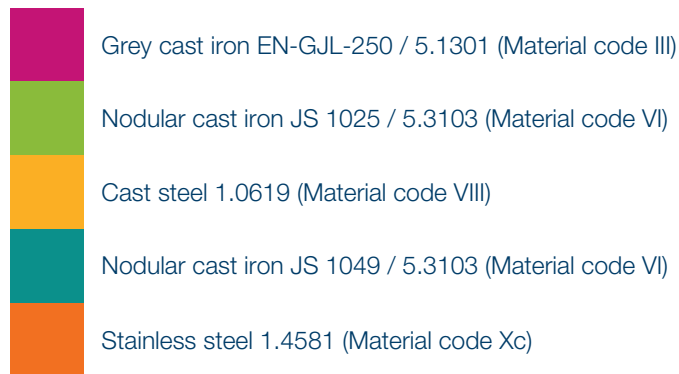 Grey cast iron EN-GJL-250 / 5.1301 (Material code III)
Nodular cast iron JS 1025 / 5.3103 (Material code VI)
Cast steel 1.0619 (Material code VIII)
Nodular cast iron JS 1049 / 5.3103 (Material code VI)
Stainless steel 1.4581 (Material code Xc)